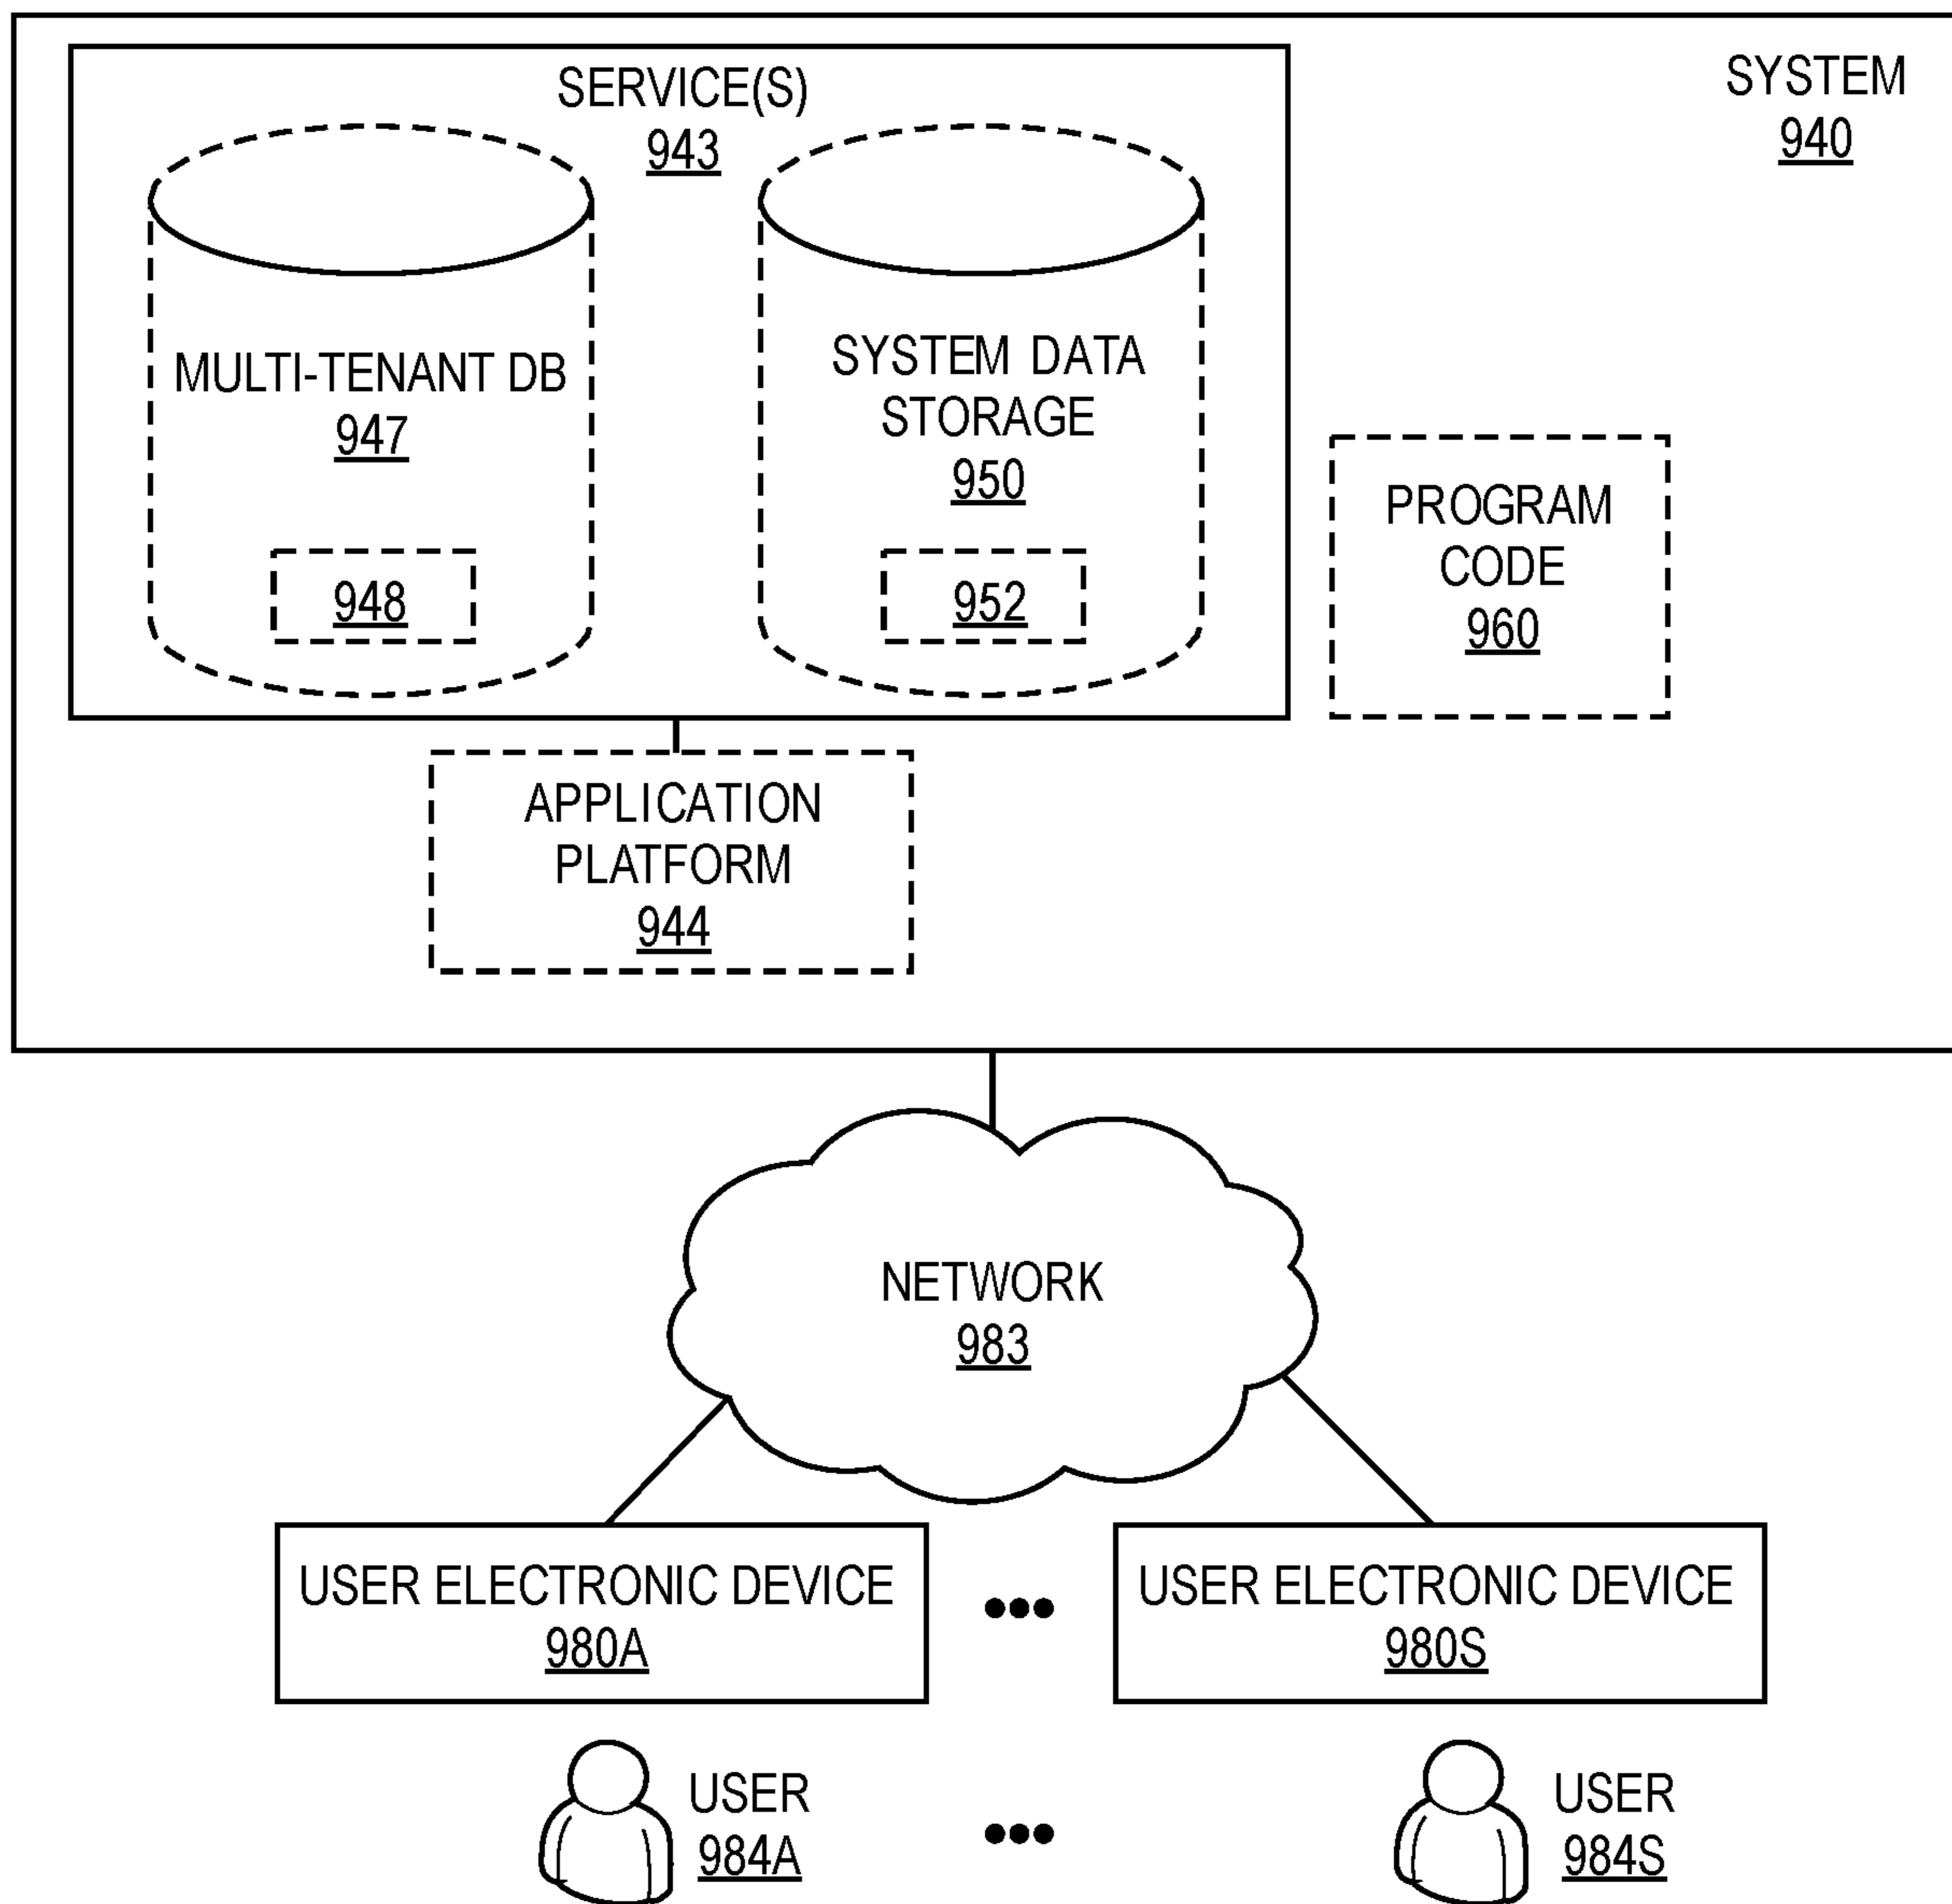 SERVICE(S)
943
SYSTEM
940
MULTI-TENANT DB
947
948
SYSTEM DATA
STORAGE
950
952
PROGRAM
CODE
960
APPLICATION
PLATFORM
944
NETWORK
983
USER ELECTRONIC DEVICE
980A
USER ELECTRONIC DEVICE
980S
USER
984A
USER
984S